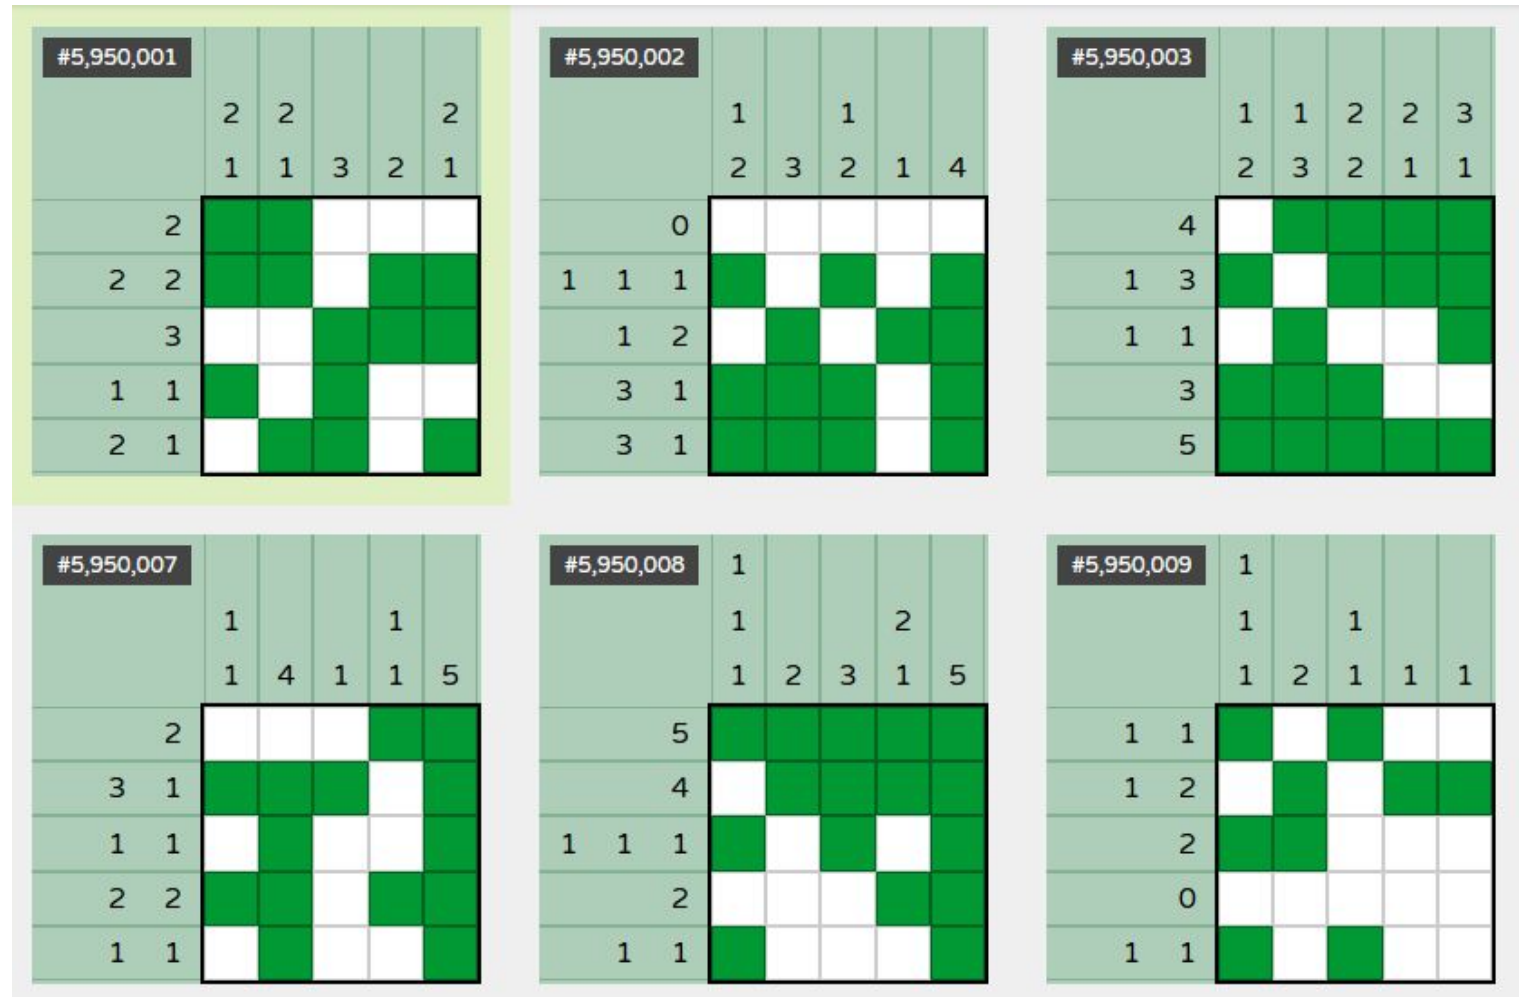 #5,950,001 #5,950,002 #5,950,003
2 2 2 1 1 1 2 2 3
1 1 3 2 1 2 3 2 1 4 2 3 2 1 1
2 0 4
2 2 1 1 1 1 3
3 1 2 1 1
1 1 3 1 3
2 1 3 1 5
#5,950,007 #5,950,008 1 #5,950,009 1
1 1 1 2 1 1
1 4 1 1 5 1 2 3 1 5 1 2 1 1 1
2 5 1 1
3 1 4 1 2
1 1 1 1 1 2
2 2 2 0
1 1 1 1 1 1